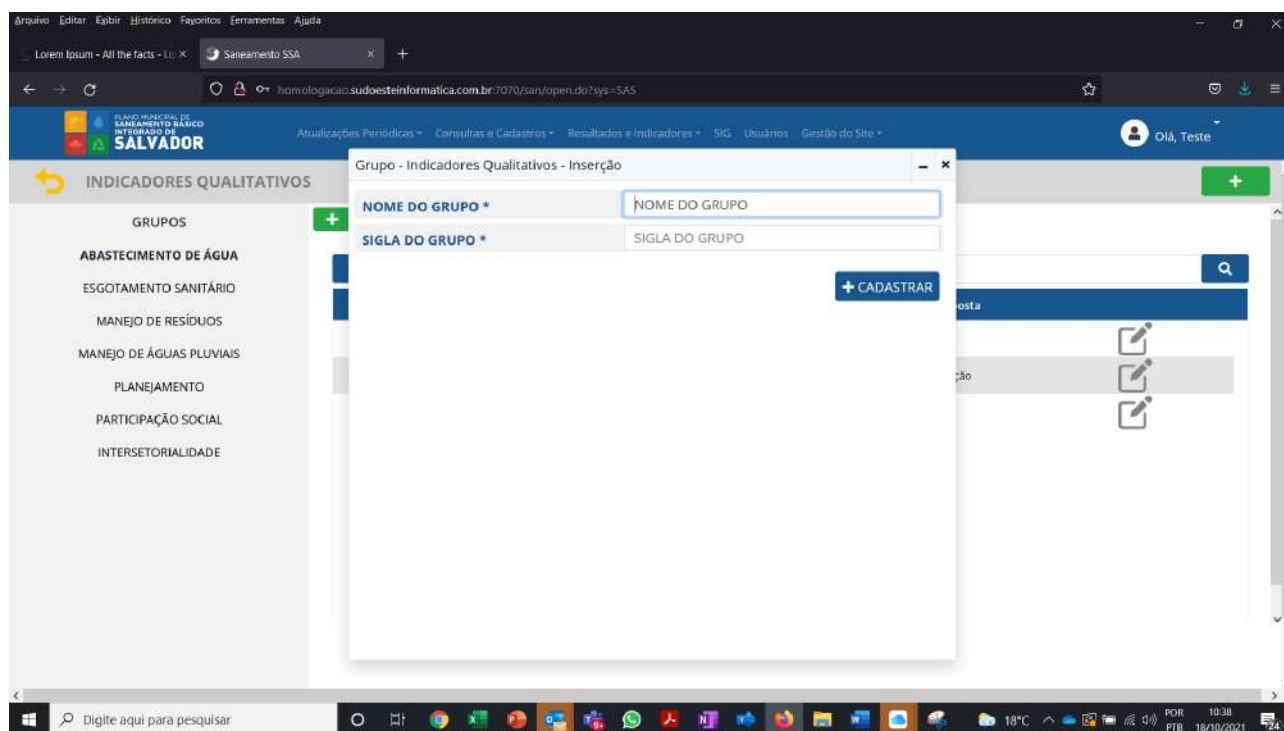 Arquivo Editar Exibir Histórico Favoritos Ferramentas Ajuda
Lorem Ipsum - All the facts - Li
Saneamento SSA
homologacao.sudoesteinformatica.com.br:7070/san/open.do?sys=SAS
PLANO MUNICIPAL DE
SANEAMENTO BÁSICO
INTEGRADO DE
SALVADOR
Atualizações Periódicas Consultas e Cadastros Resultados e Indicadores SIG Usuários Gestão do Site
Olá, Teste
INDICADORES QUALITATIVOS
Grupo - Indicadores Qualitativos - Inserção
NOME DO GRUPO *
NOME DO GRUPO
SIGLA DO GRUPO *
SIGLA DO GRUPO
+ CADASTRAR
GRUPOS
ABASTECIMENTO DE ÁGUA
ESGOTAMENTO SANITÁRIO
MANEJO DE RESÍDUOS
MANEJO DE ÁGUAS PLUVIAIS
PLANEJAMENTO
PARTICIPAÇÃO SOCIAL
INTERSETORIALIDADE
osta
ção
Digite aqui para pesquisar
18°C
POR
PTB
10:38
18/10/2021
24